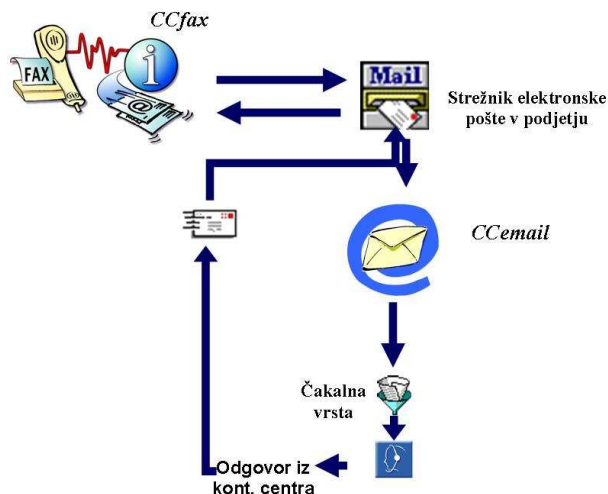 CCfax
FAX
Mail
Strežnik elektronske
pošte v podjetju
CCemail
Čakalna
vrsta
Odgovor iz
kont. centra